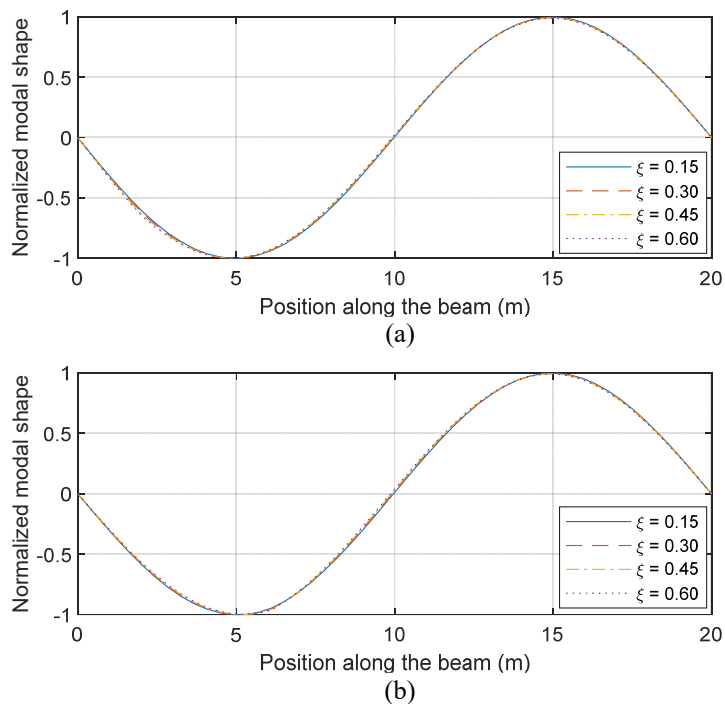 1
0.5
0
-0.5
-1
Normalized modal shape
ξ = 0.15
ξ = 0.30
ξ = 0.45
ξ = 0.60
0 5 10 15 20
Position along the beam (m)
(a)
1
0.5
0
-0.5
-1
Normalized modal shape
ξ = 0.15
ξ = 0.30
ξ = 0.45
ξ = 0.60
0 5 10 15 20
Position along the beam (m)
(b)